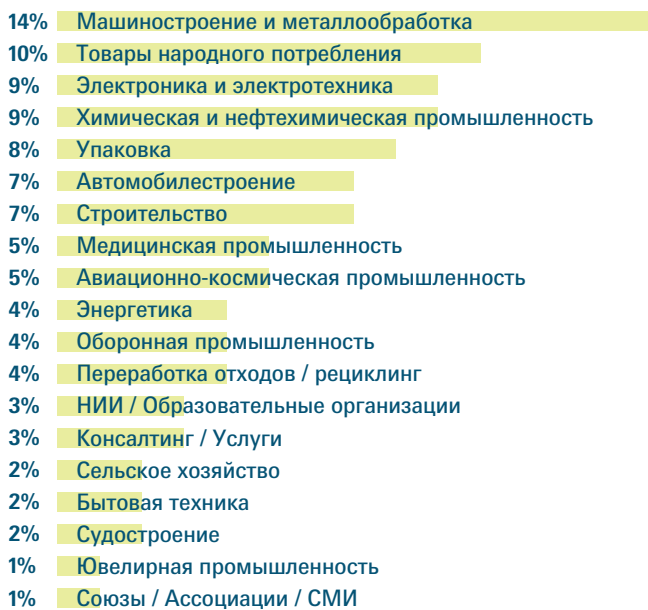 14% Машиностроение и металлообработка
10% Товары народного потребления
9% Электроника и электротехника
9% Химическая и нефтехимическая промышленность
8% Упаковка
7% Автомобилестроение
7% Строительство
5% Медицинская промышленность
5% Авиационно-космическая промышленность
4% Энергетика
4% Оборонная промышленность
4% Переработка отходов / рециклинг
3% НИИ / Образовательные организации
3% Консалтинг / Услуги
2% Сельское хозяйство
2% Бытовая техника
2% Судостроение
1% Ювелирная промышленность
1% Союзы / Ассоциации / СМИ